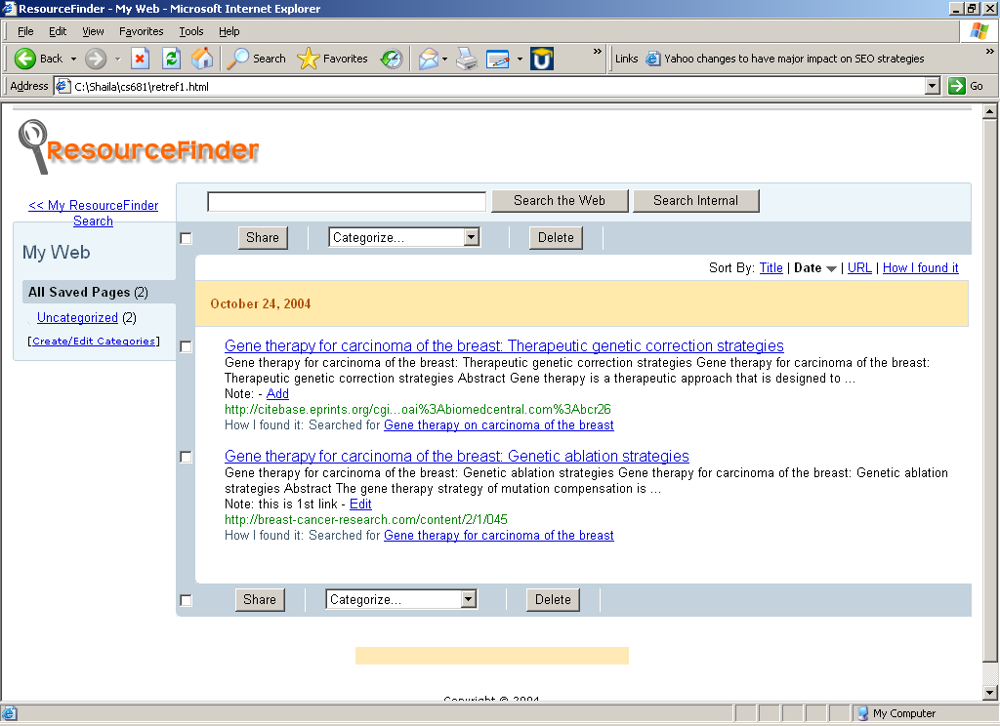 ResourceFinder - My Web - Microsoft Internet Explorer
File Edit View Favorites Tools Help
Back Search Favorites » Links Yahoo changes to have major impact on SEO strategies »
Address C:\Shaila\cs681\retref1.html Go
ResourceFinder
<< My ResourceFinder
Search
Search the Web Search Internal
Share Categorize... Delete
My Web
Sort By: Title | Date | URL | How I found it
All Saved Pages (2)
Uncategorized (2)
[Create/Edit Categories]
October 24, 2004
Gene therapy for carcinoma of the breast: Therapeutic genetic correction strategies
Gene therapy for carcinoma of the breast: Therapeutic genetic correction strategies Gene therapy for carcinoma of the breast:
Therapeutic genetic correction strategies Abstract Gene therapy is a therapeutic approach that is designed to ...
Note: - Add
http://citebase.eprints.org/cgi...oai%3Abiomedcentral.com%3Abcr26
How I found it: Searched for Gene therapy on carcinoma of the breast
Gene therapy for carcinoma of the breast: Genetic ablation strategies
Gene therapy for carcinoma of the breast: Genetic ablation strategies Gene therapy for carcinoma of the breast: Genetic ablation
strategies Abstract The gene therapy strategy of mutation compensation is ...
Note: this is 1st link - Edit
http://breast-cancer-research.com/content/2/1/045
How I found it: Searched for Gene therapy for carcinoma of the breast
Share Categorize... Delete
Copyright © 2004
My Computer